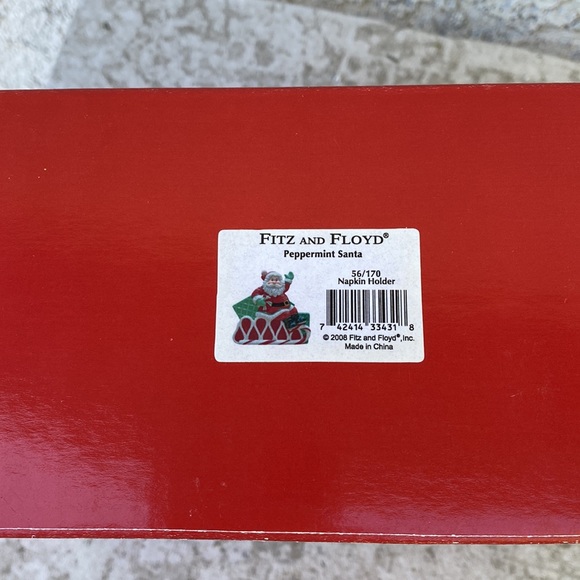 FITZ AND FLOYD®
Peppermint Santa
56/170
Napkin Holder
7 42414 33431 8
© 2008 Fitz and Floyd®, Inc.
Made in China